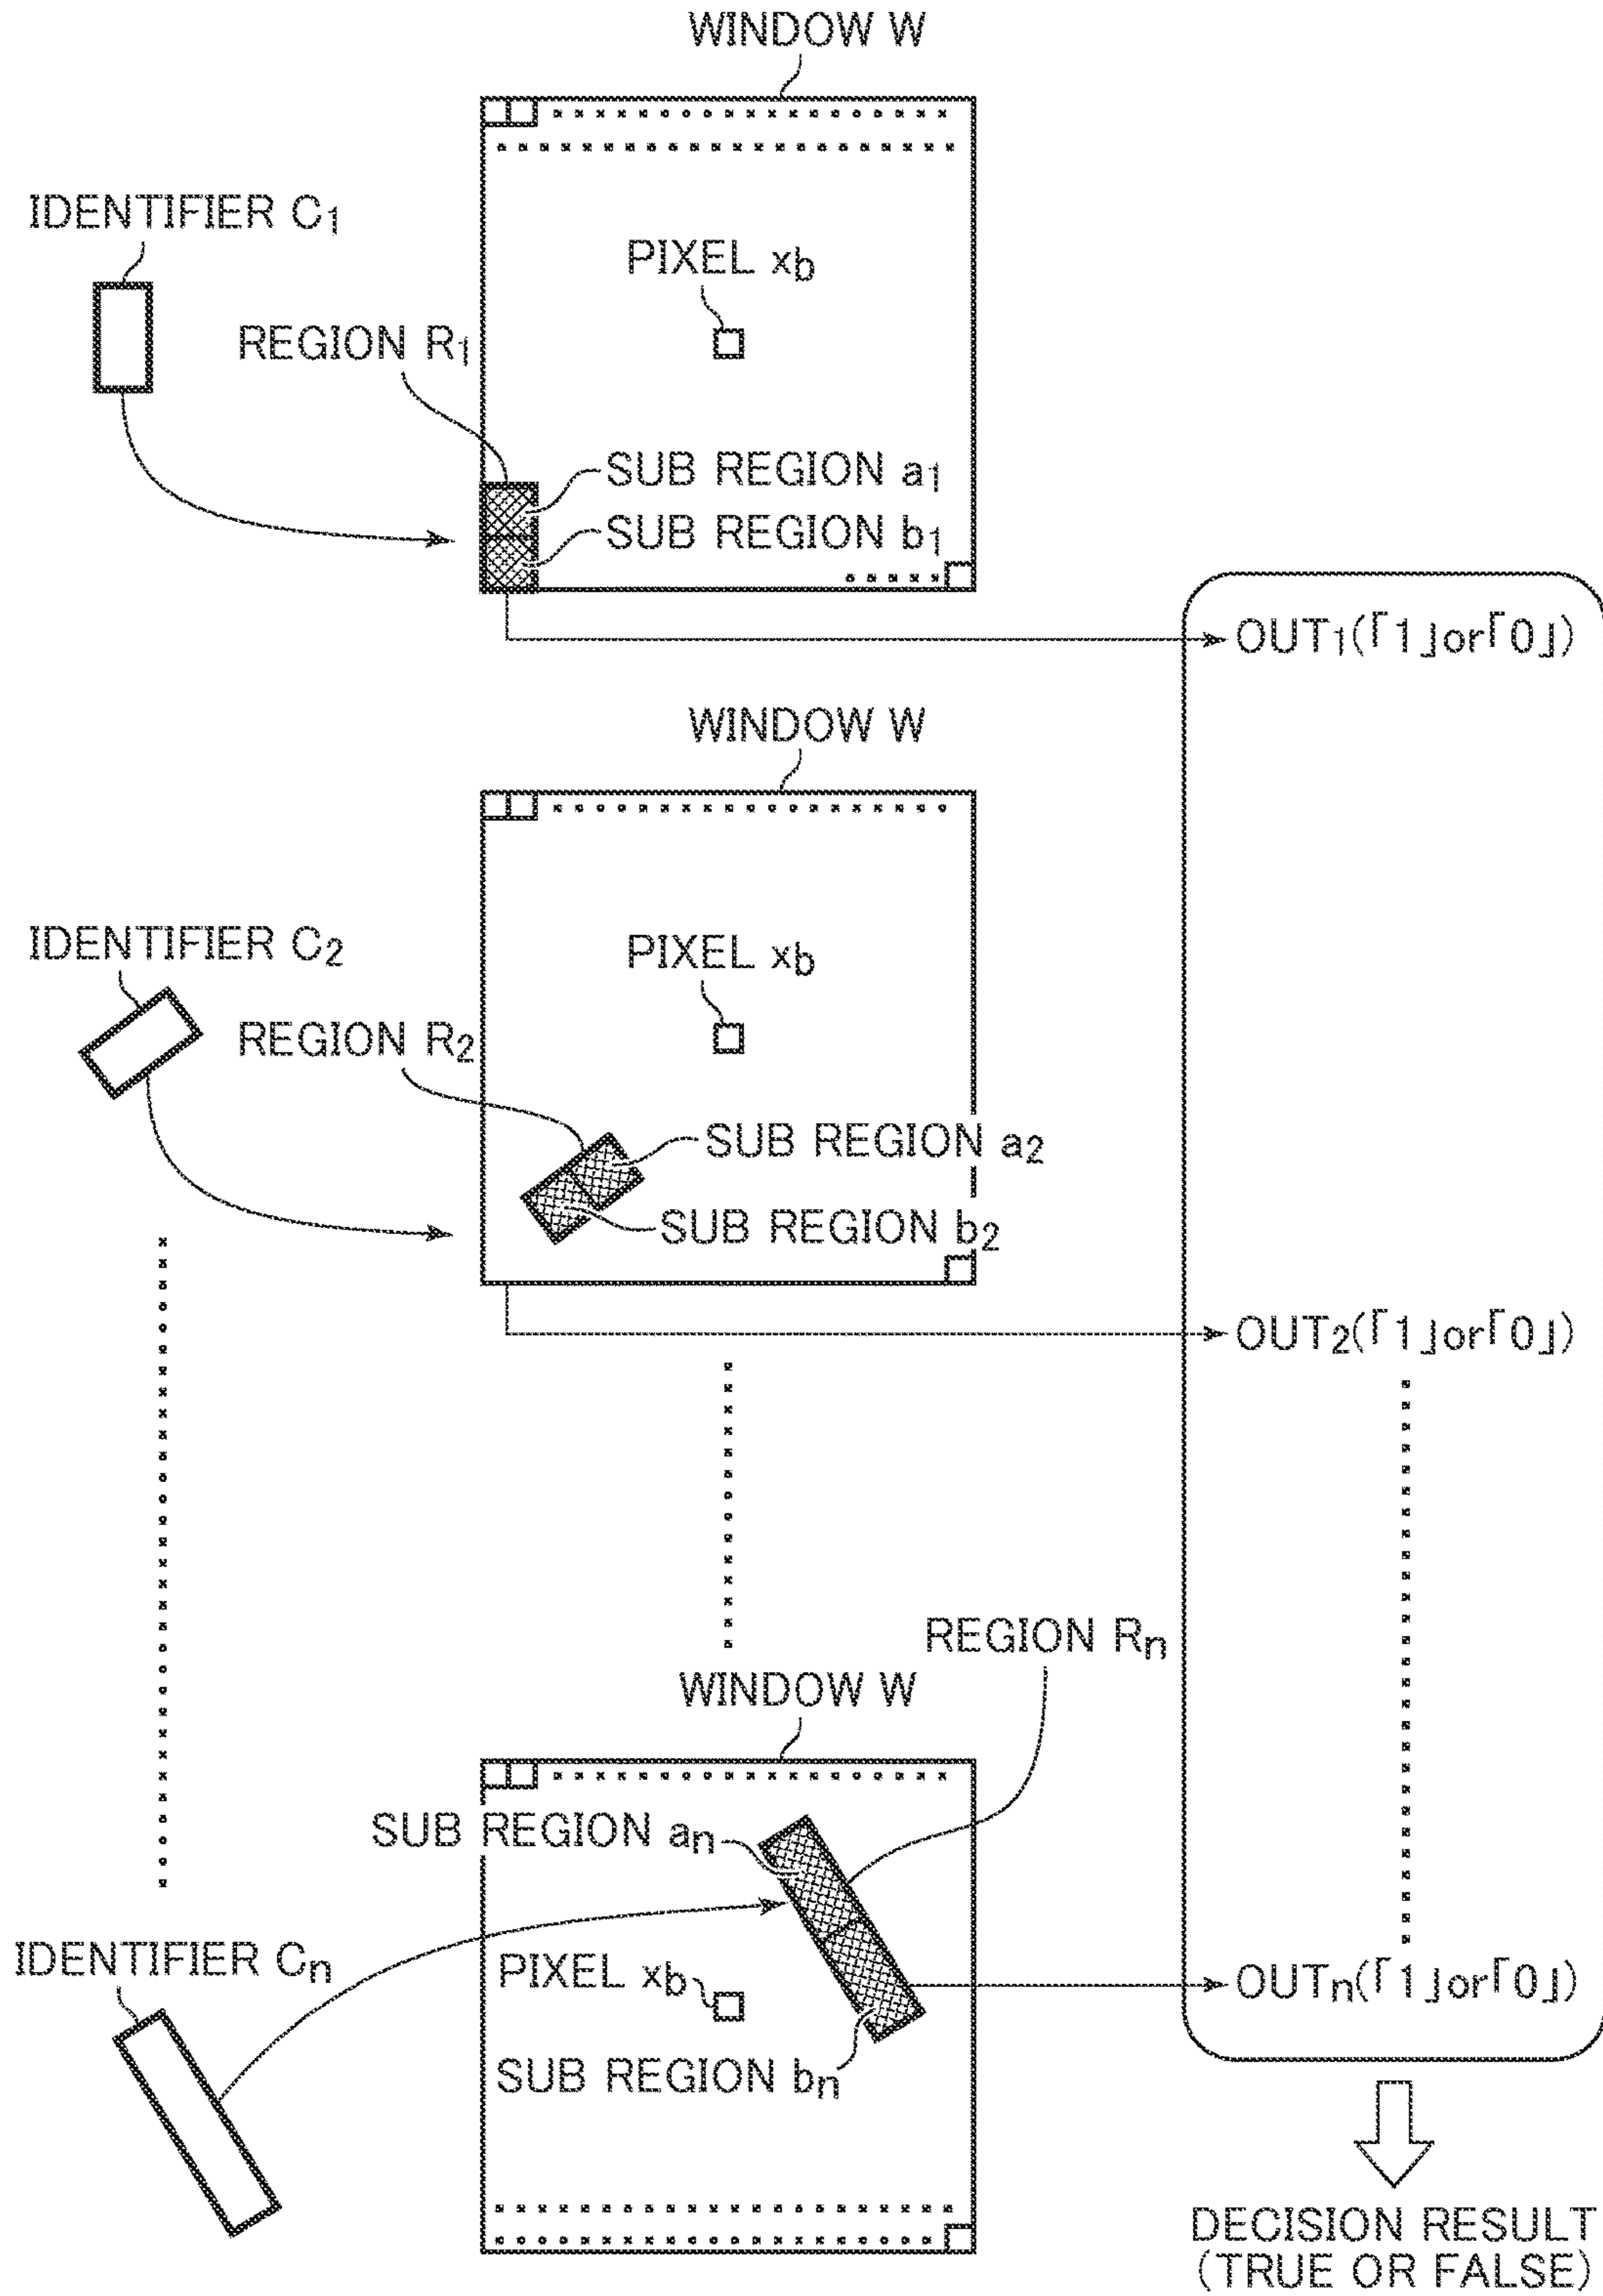 WINDOW W
IDENTIFIER C1
PIXEL xb
REGION R1
SUB REGION a1
SUB REGION b1
OUT1(「1」or「0」)
WINDOW W
IDENTIFIER C2
PIXEL xb
REGION R2
SUB REGION a2
SUB REGION b2
OUT2(「1」or「0」)
REGION Rn
WINDOW W
SUB REGION an
IDENTIFIER Cn
PIXEL xb
OUTn(「1」or「0」)
SUB REGION bn
DECISION RESULT
(TRUE OR FALSE)